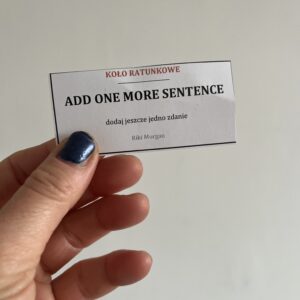 KOŁO RATUNKOWE
ADD ONE MORE SENTENCE
dodaj jeszcze jedno zdanie
Riki Morgan